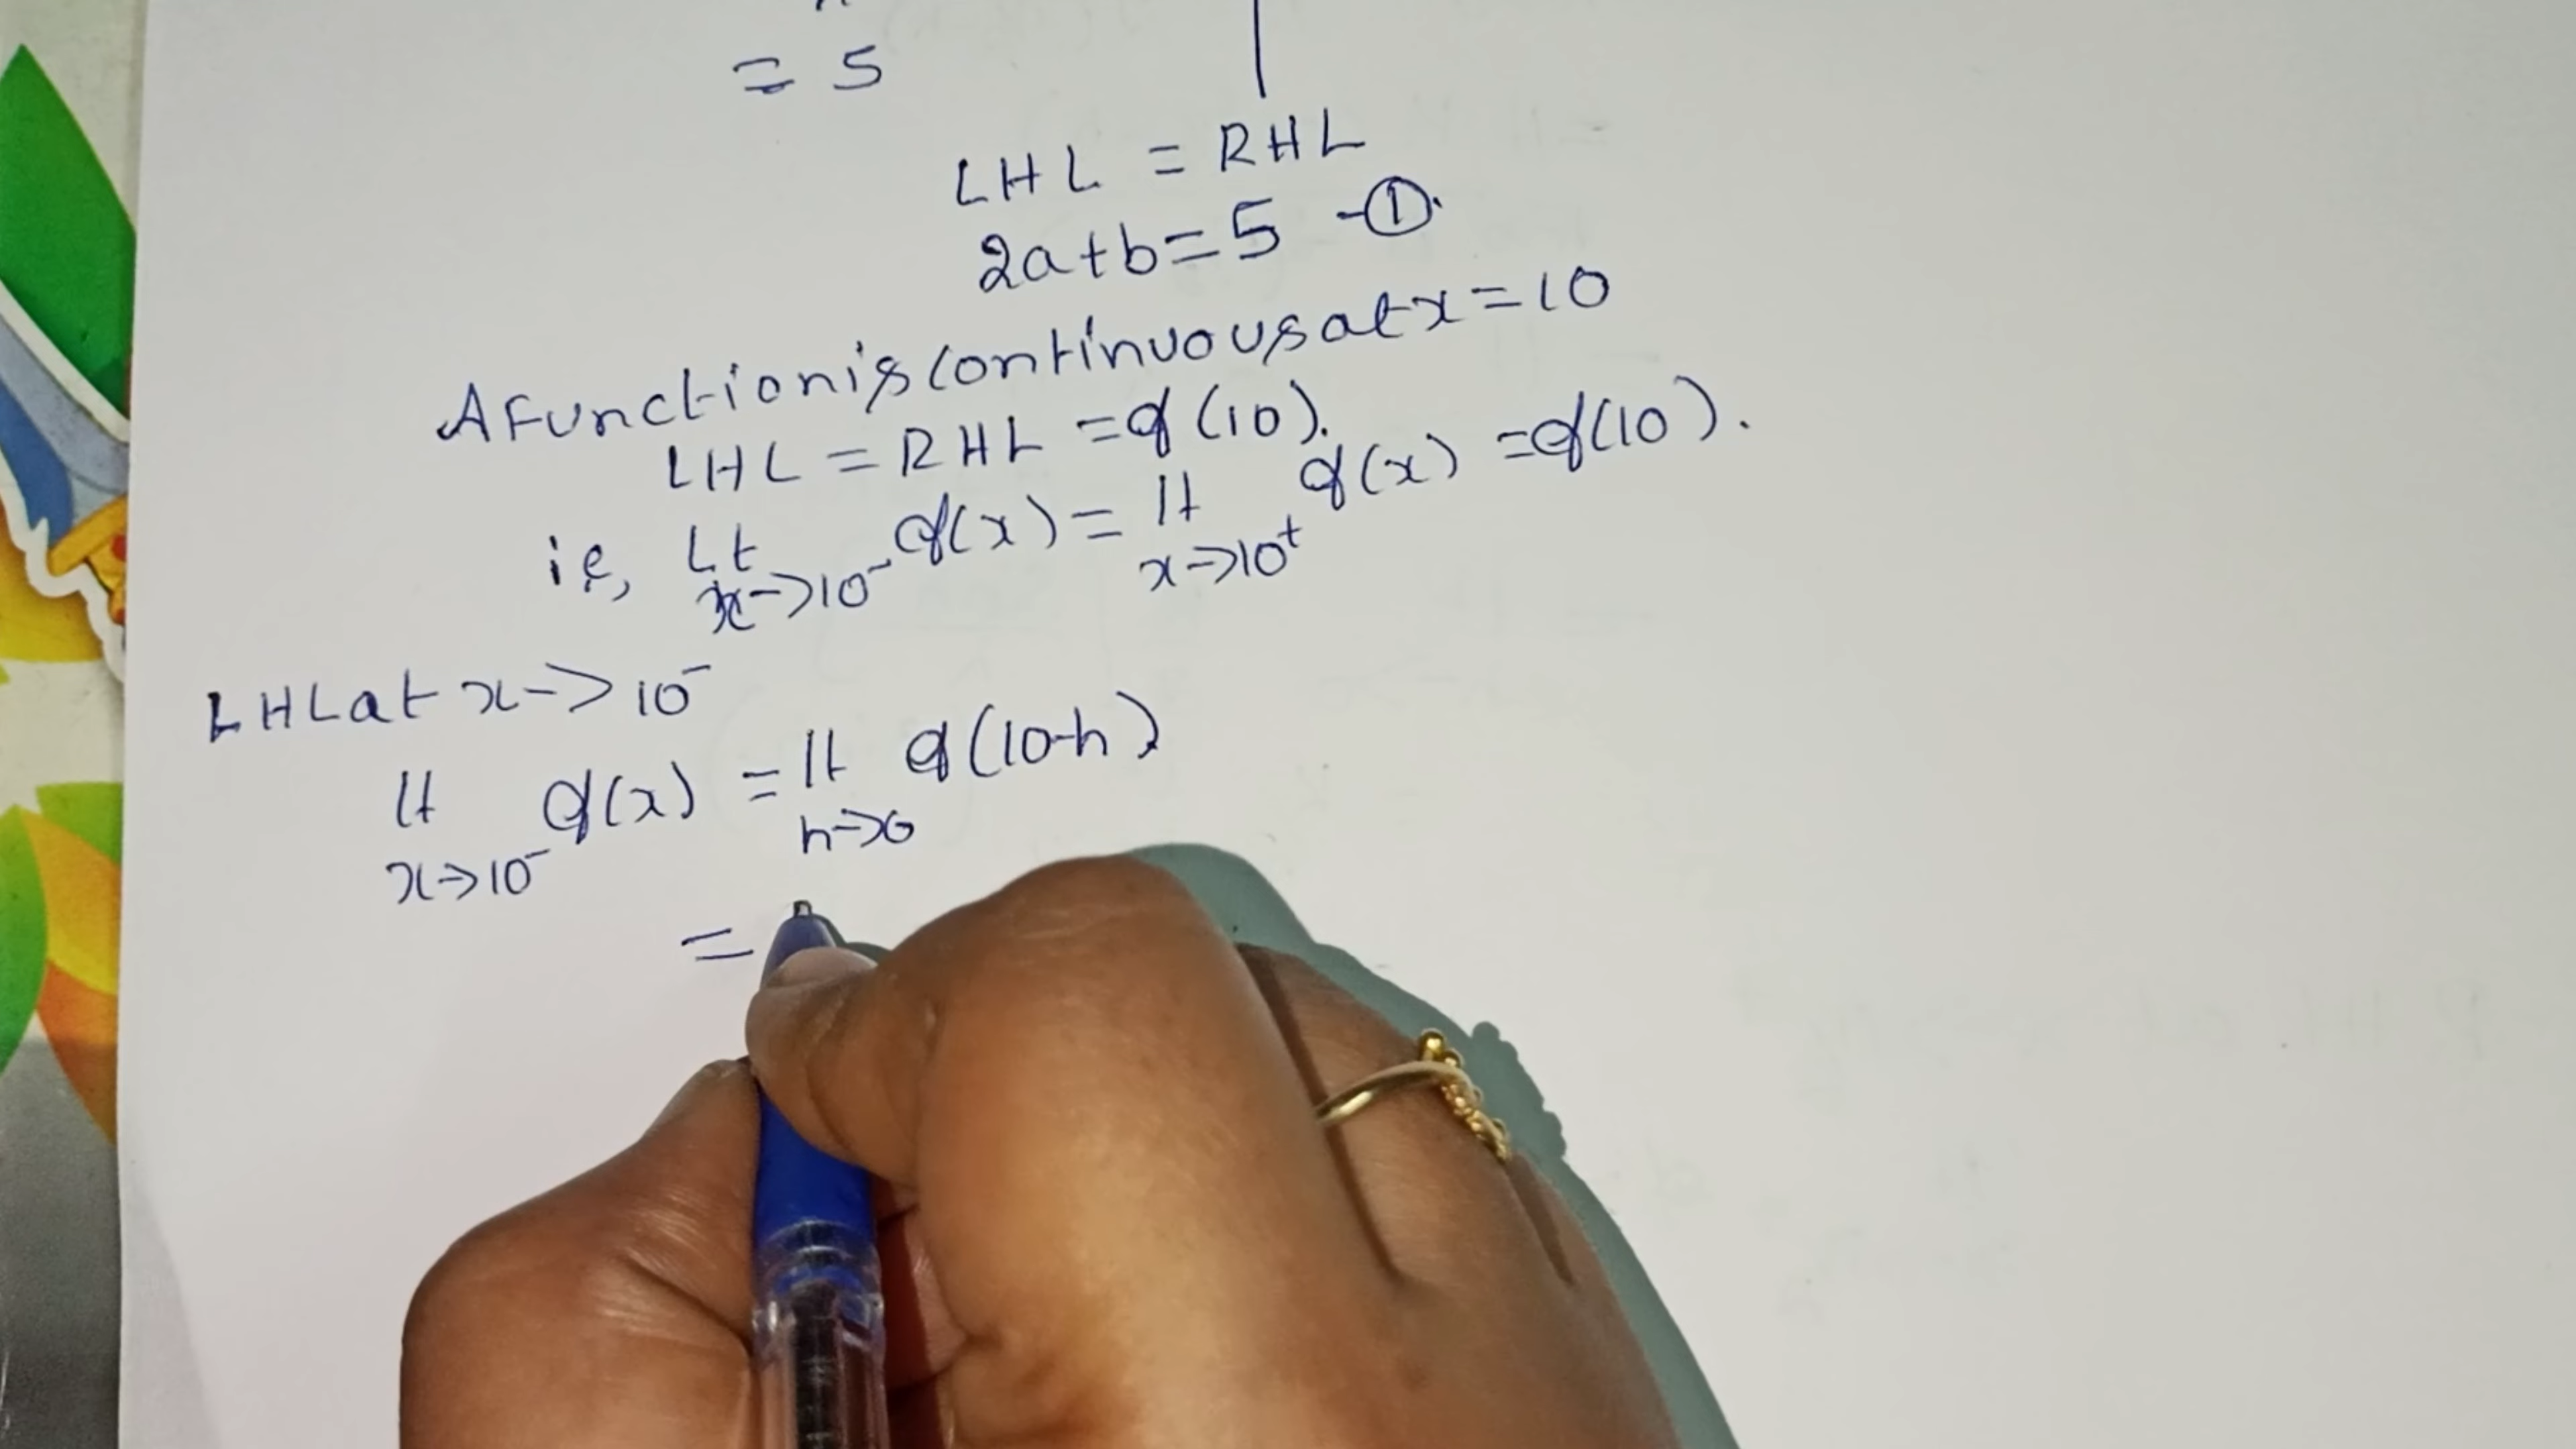 = 5
LHL = RHL
2a+b=5 -①.
A Function is continuous at x=10
LHL = RHL = f(10).
ie, Lt f(x) = lt f(x) = f(10).
x->10⁻ x->10⁺
LHL at x-> 10⁻
lt f(x) = lt f(10-h)
x->10⁻ h->0
=